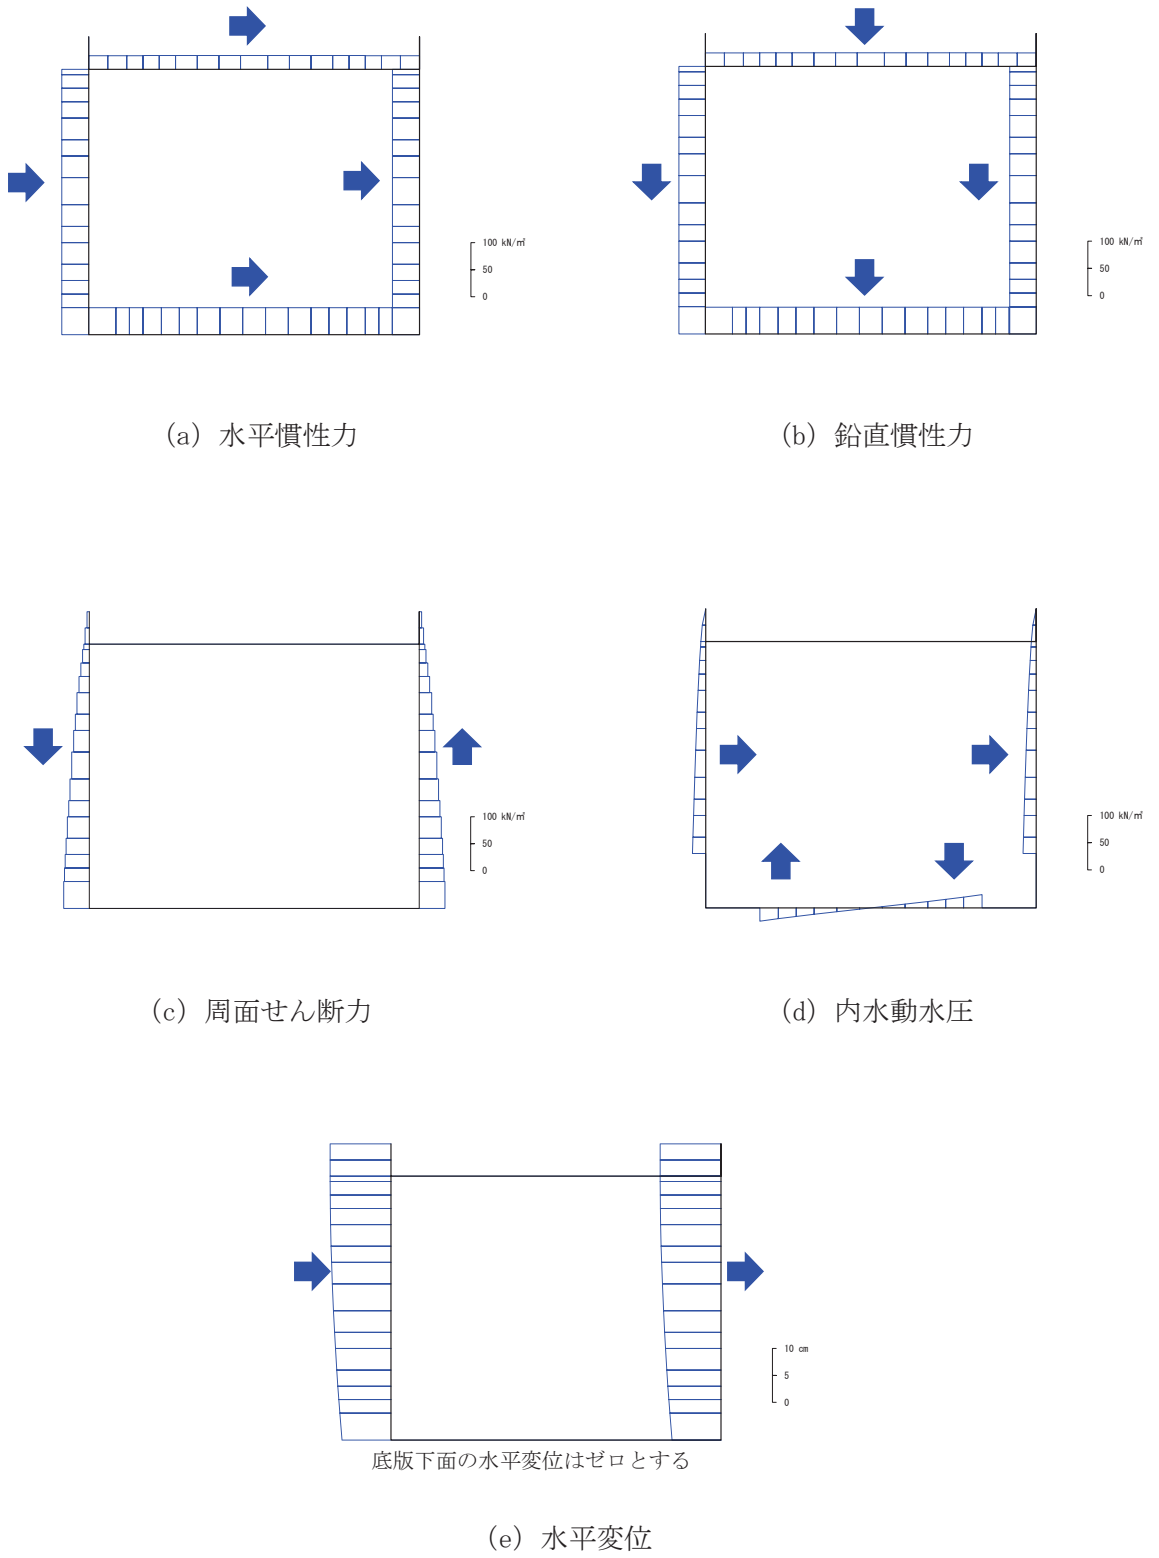 100 kN/㎡
50
0
100 kN/㎡
50
0
(a) 水平慣性力
(b) 鉛直慣性力
100 kN/㎡
50
0
100 kN/㎡
50
0
(c) 周面せん断力
(d) 内水動水圧
10 cm
5
0
底版下面の水平変位はゼロとする
(e) 水平変位